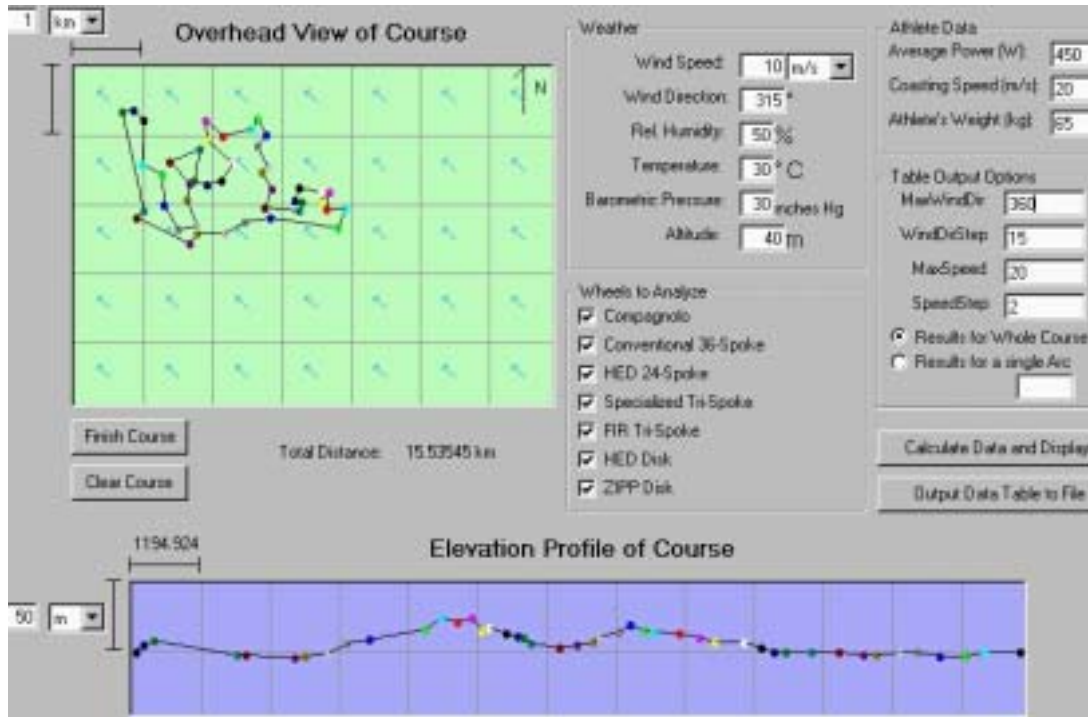 1 km
Overhead View of Course
N
Finish Course
Clear Course
Total Distance: 15.53545 km
Weather
Wind Speed: 10 m/s
Wind Direction: 315 °
Rel. Humidity: 50 %
Temperature: 30 ° C
Barometric Pressure: 30 inches Hg
Altitude: 40 m
Wheels to Analyze
Compagnolo
Conventional 36-Spoke
HED 24-Spoke
Specialized Tri-Spoke
FIR Tri-Spoke
HED Disk
ZIPP Disk
Athlete Data
Average Power (W): 450
Coasting Speed (m/s): 20
Athlete's Weight (kg): 65
Table Output Options
MaxWindDir 360
WindDirStep 15
MaxSpeed 20
SpeedStep 2
Results for Whole Course
Results for a single Arc
Calculate Data and Display
Output Data Table to File
1194.924
Elevation Profile of Course
50 m